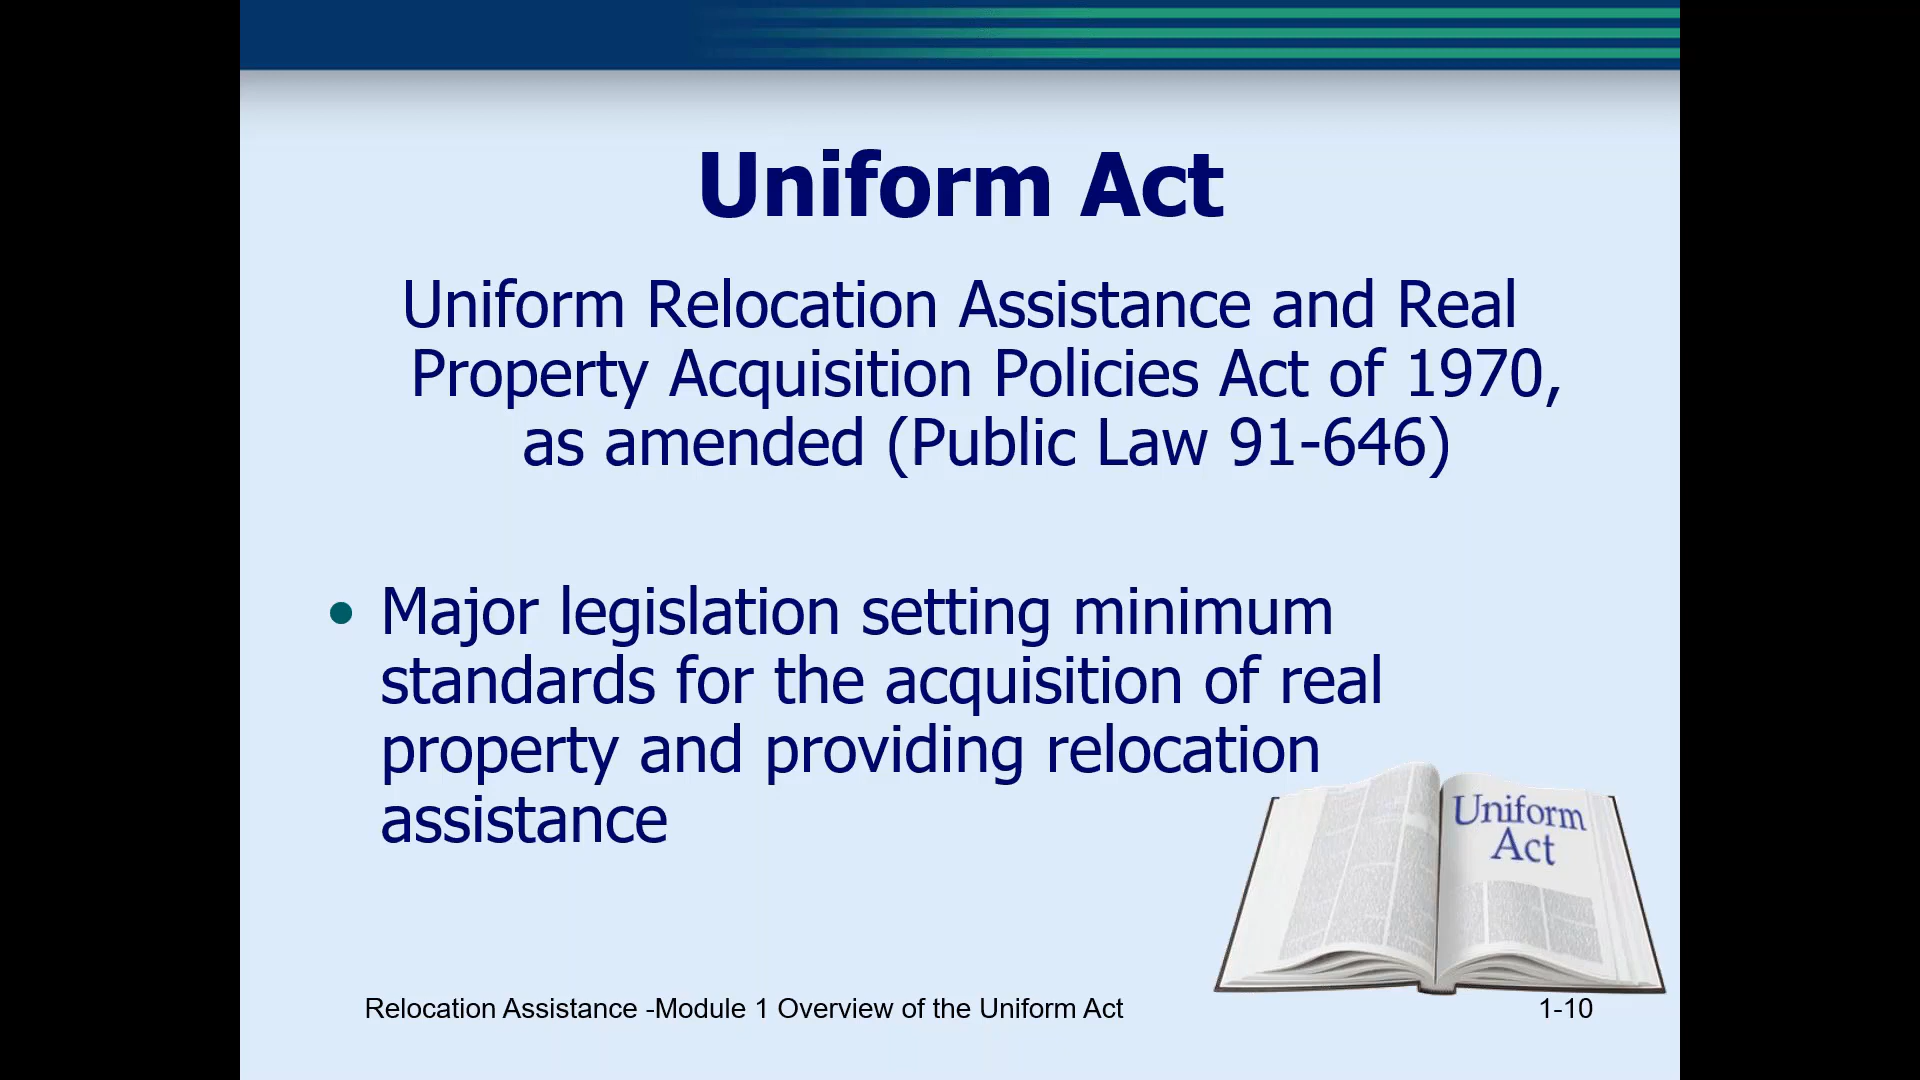 Uniform Act
Uniform Relocation Assistance and Real
Property Acquisition Policies Act of 1970,
as amended (Public Law 91-646)
• Major legislation setting minimum
standards for the acquisition of real
property and providing relocation
assistance
Uniform
Act
Relocation Assistance -Module 1 Overview of the Uniform Act
1-10